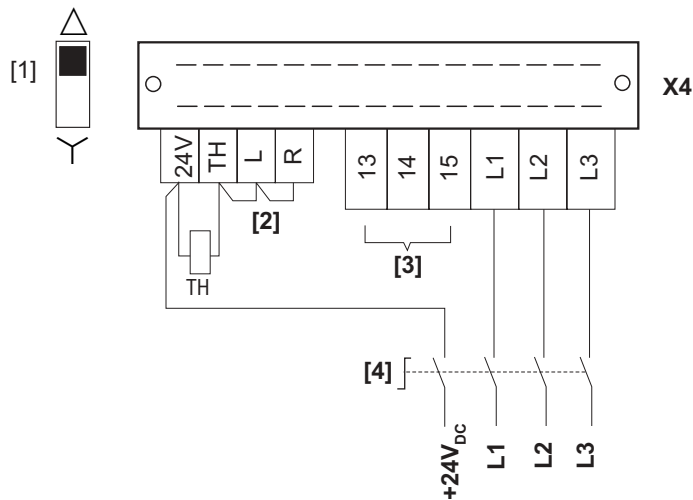 [1]
X4
24V
TH
L
R
13
14
15
L1
L2
L3
[2]
[3]
TH
[4]
+24VDC
L1
L2
L3